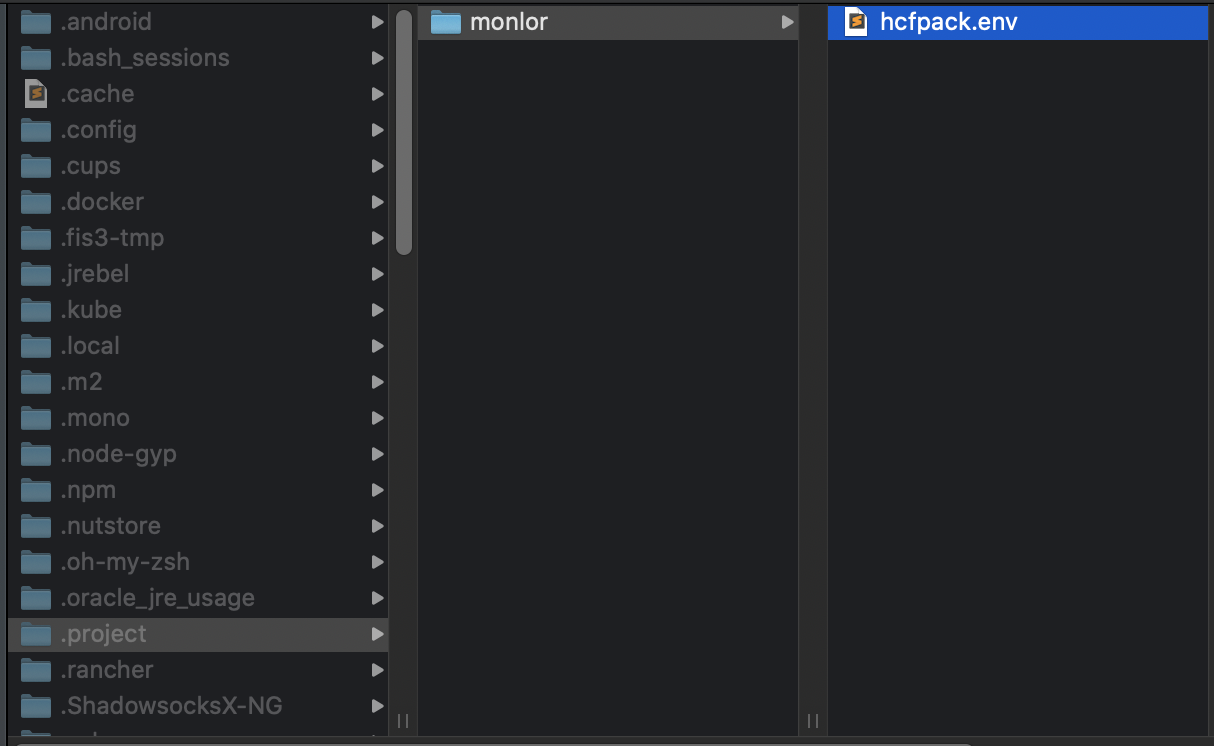 .android
.bash_sessions
.cache
.config
.cups
.docker
.fis3-tmp
.jrebel
.kube
.local
.m2
.mono
.node-gyp
.npm
.nutstore
.oh-my-zsh
.oracle_jre_usage
.project
.rancher
.ShadowsocksX-NG
monlor
hcfpack.env